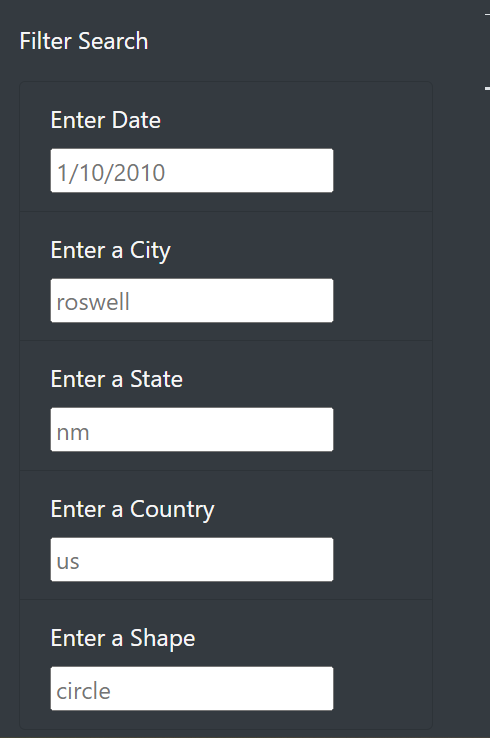 Filter Search
Enter Date
1/10/2010
Enter a City
roswell
Enter a State
nm
Enter a Country
us
Enter a Shape
circle